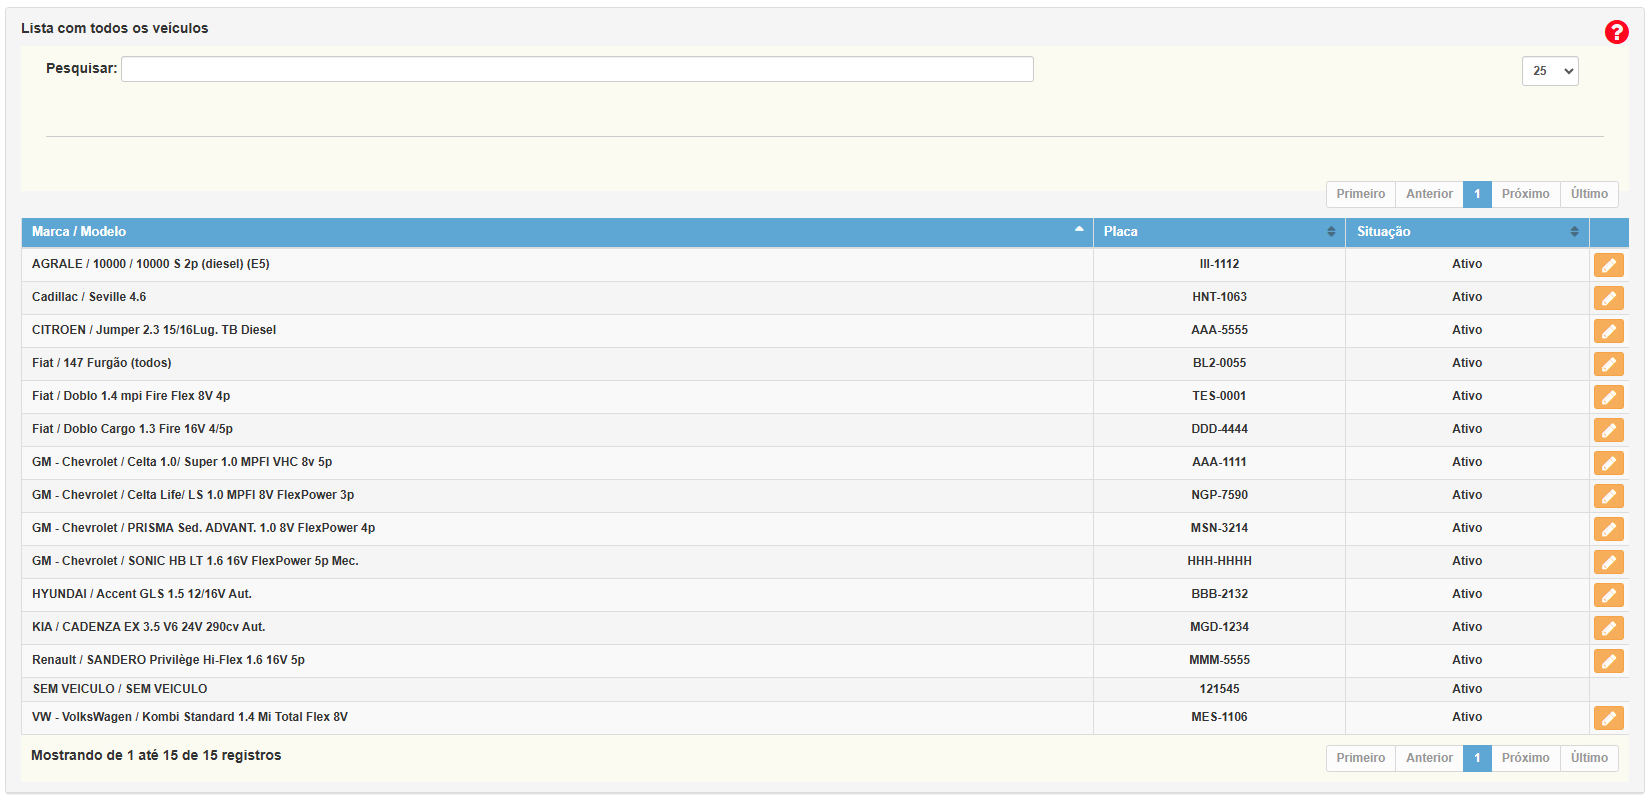 Lista com todos os veículos
?
Pesquisar:
25
Primeiro Anterior 1 Próximo Último
Marca / Modelo Placa Situação
AGRALE / 10000 / 10000 S 2p (diesel) (E5) III-1112 Ativo
Cadillac / Seville 4.6 HNT-1063 Ativo
CITROEN / Jumper 2.3 15/16Lug. TB Diesel AAA-5555 Ativo
Fiat / 147 Furgão (todos) BL2-0055 Ativo
Fiat / Doblo 1.4 mpi Fire Flex 8V 4p TES-0001 Ativo
Fiat / Doblo Cargo 1.3 Fire 16V 4/5p DDD-4444 Ativo
GM - Chevrolet / Celta 1.0/ Super 1.0 MPFI VHC 8v 5p AAA-1111 Ativo
GM - Chevrolet / Celta Life/ LS 1.0 MPFI 8V FlexPower 3p NGP-7590 Ativo
GM - Chevrolet / PRISMA Sed. ADVANT. 1.0 8V FlexPower 4p MSN-3214 Ativo
GM - Chevrolet / SONIC HB LT 1.6 16V FlexPower 5p Mec. HHH-HHHH Ativo
HYUNDAI / Accent GLS 1.5 12/16V Aut. BBB-2132 Ativo
KIA / CADENZA EX 3.5 V6 24V 290cv Aut. MGD-1234 Ativo
Renault / SANDERO Privilège Hi-Flex 1.6 16V 5p MMM-5555 Ativo
SEM VEICULO / SEM VEICULO 121545 Ativo
VW - VolksWagen / Kombi Standard 1.4 Mi Total Flex 8V MES-1106 Ativo
Mostrando de 1 até 15 de 15 registros
Primeiro Anterior 1 Próximo Último